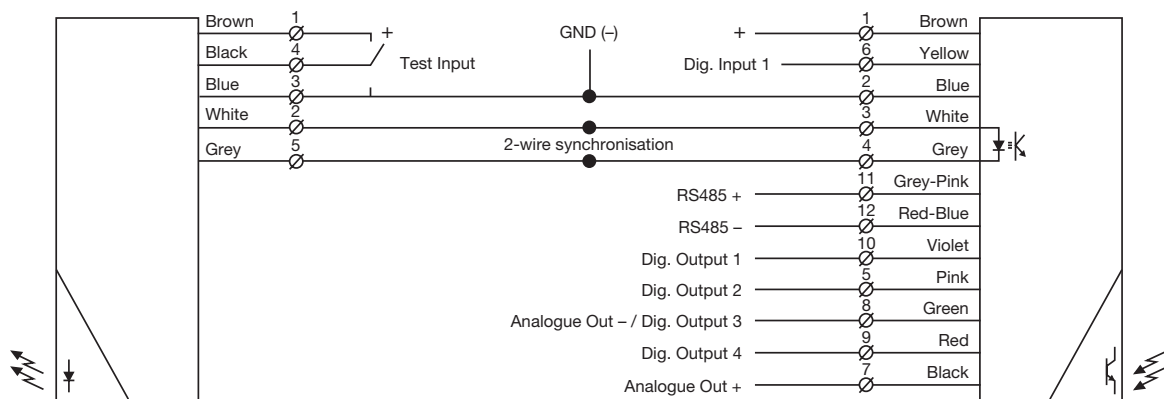 Brown 1 + GND (–) + 1 Brown
Black 4 Test Input Dig. Input 1 6 Yellow
Blue 3 2 Blue
White 2 3 White
Grey 5 2-wire synchronisation 4 Grey
RS485 + 11 Grey-Pink
RS485 – 12 Red-Blue
Dig. Output 1 10 Violet
Dig. Output 2 5 Pink
Analogue Out – / Dig. Output 3 8 Green
Dig. Output 4 9 Red
Analogue Out + 7 Black